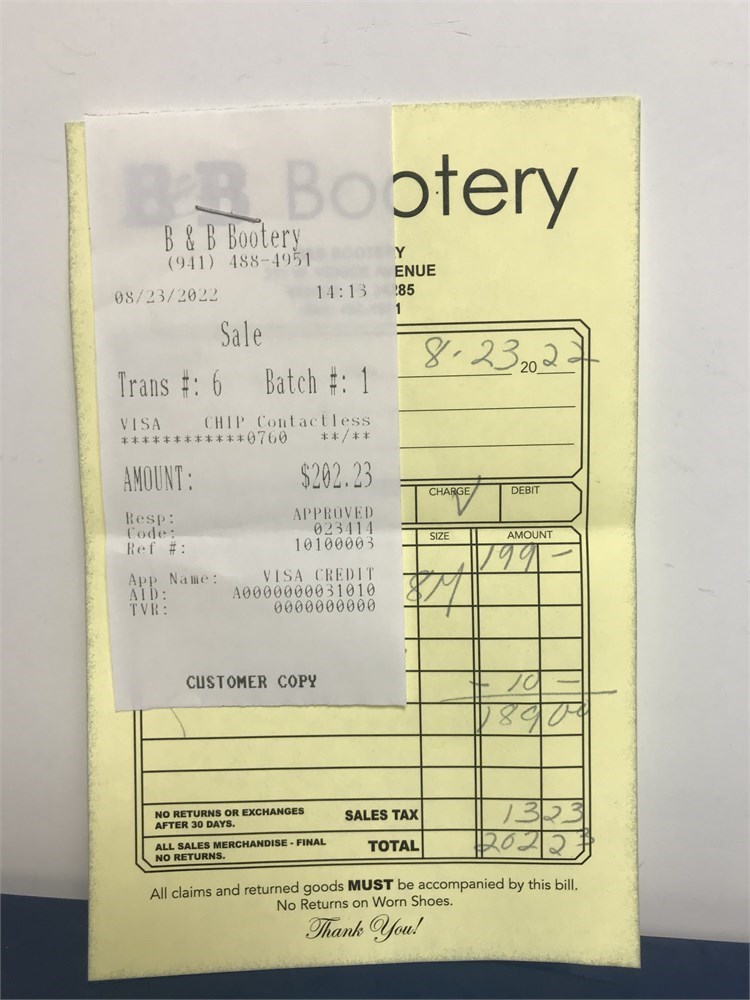 B&B Bootery
B & B Bootery
(941) 488-4951
08/23/2022 14:13
Sale
Trans #: 6 Batch #: 1
VISA CHIP Contactless
************0760 **/**
AMOUNT: $202.23
Resp: APPROVED
Code: 023414
Ref #: 10100003
App Name: VISA CREDIT
AID: A0000000031010
TVR: 0000000000
CUSTOMER COPY
Y
ENUE
285
1
8-23 20 22
CHARGE ✓ DEBIT
SIZE AMOUNT
199 -
8M
- 10 -
189 00
NO RETURNS OR EXCHANGES
AFTER 30 DAYS.
SALES TAX 13 23
ALL SALES MERCHANDISE - FINAL
NO RETURNS.
TOTAL 202 23
All claims and returned goods MUST be accompanied by this bill.
No Returns on Worn Shoes.
Thank You!